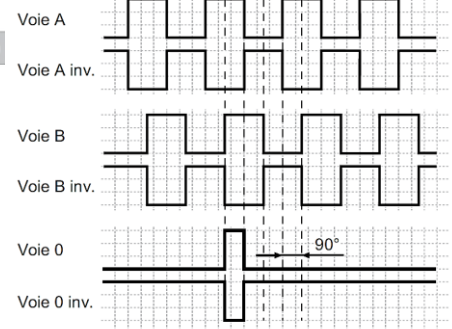 Voie A
Voie A inv.
Voie B
Voie B inv.
Voie 0
90°
Voie 0 inv.